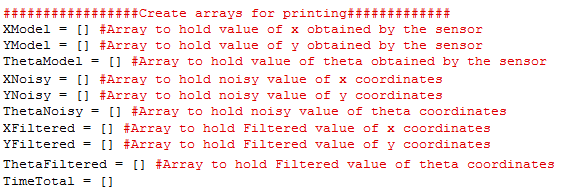 #################Create arrays for printing#############
XModel = [] #Array to hold value of x obtained by the sensor
YModel = [] #Array to hold value of y obtained by the sensor
ThetaModel = [] #Array to hold value of theta obtained by the sensor
XNoisy = [] #Array to hold noisy value of x coordinates
YNoisy = [] #Array to hold noisy value of y coordinates
ThetaNoisy = [] #Array to hold noisy value of theta coordinates
XFiltered = [] #Array to hold Filtered value of x coordinates
YFiltered = [] #Array to hold Filtered value of y coordinates
ThetaFiltered = [] #Array to hold Filtered value of theta coordinates
TimeTotal = []